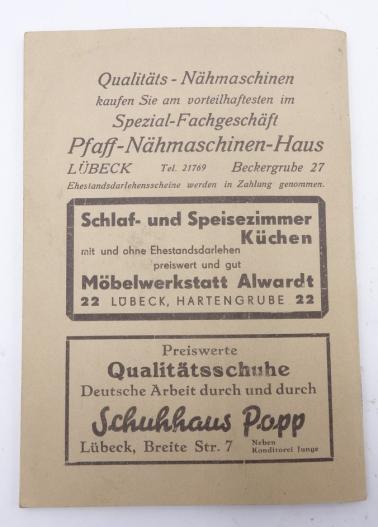 Qualitäts - Nähmaschinen
kaufen Sie am vorteilhaftesten im
Spezial-Fachgeschäft
Pfaff-Nähmaschinen-Haus
LÜBECK Tel. 21769 Beckergrube 27
Ehestandsdarlehensscheine werden in Zahlung genommen.
Schlaf- und Speisezimmer
Küchen
mit und ohne Ehestandsdarlehen
preiswert und gut
Möbelwerkstatt Alwardt
22 LÜBECK, HARTENGRUBE 22
Preiswerte
Qualitätsschuhe
Deutsche Arbeit durch und durch
Schuhhaus Popp
Lübeck, Breite Str. 7 Neben
Konditorei Junge